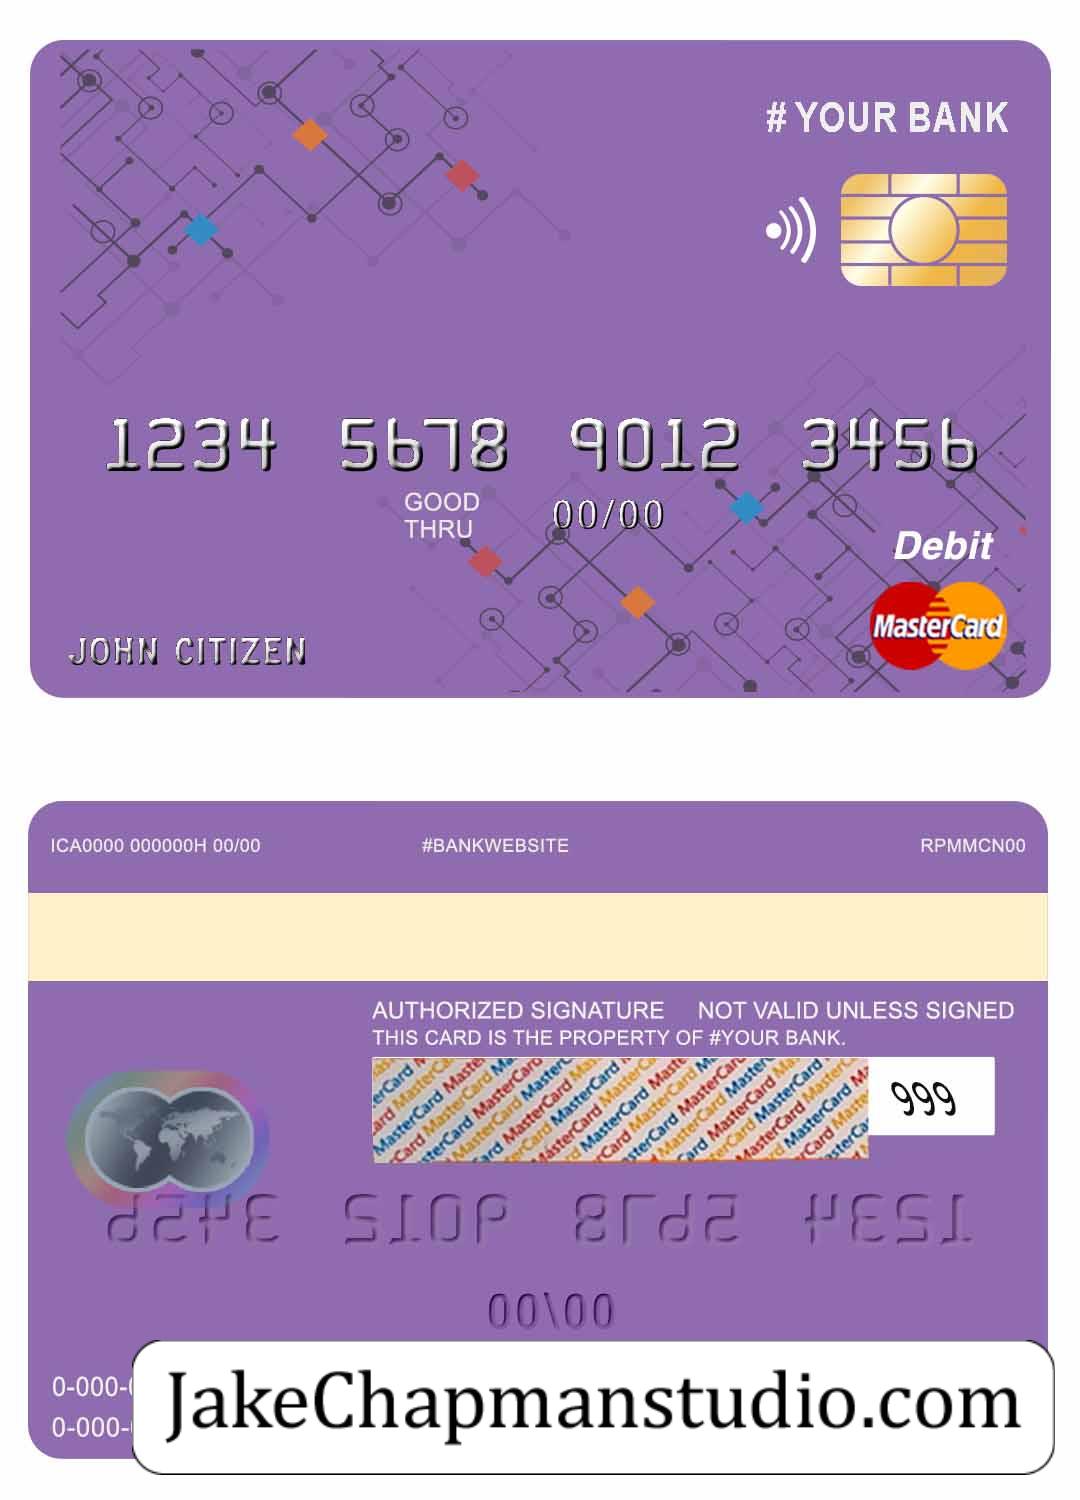 # YOUR BANK
1234 5678 9012 3456
GOOD
THRU
00/00
Debit
MasterCard
JOHN CITIZEN
ICA0000 000000H 00/00
#BANKWEBSITE
RPMMCN00
AUTHORIZED SIGNATURE NOT VALID UNLESS SIGNED
THIS CARD IS THE PROPERTY OF #YOUR BANK.
MasterCard MasterCard MasterCard MasterCard
999
1234 5678 9012 3456
00/00
0-000-
0-000-
JakeChapmanstudio.com